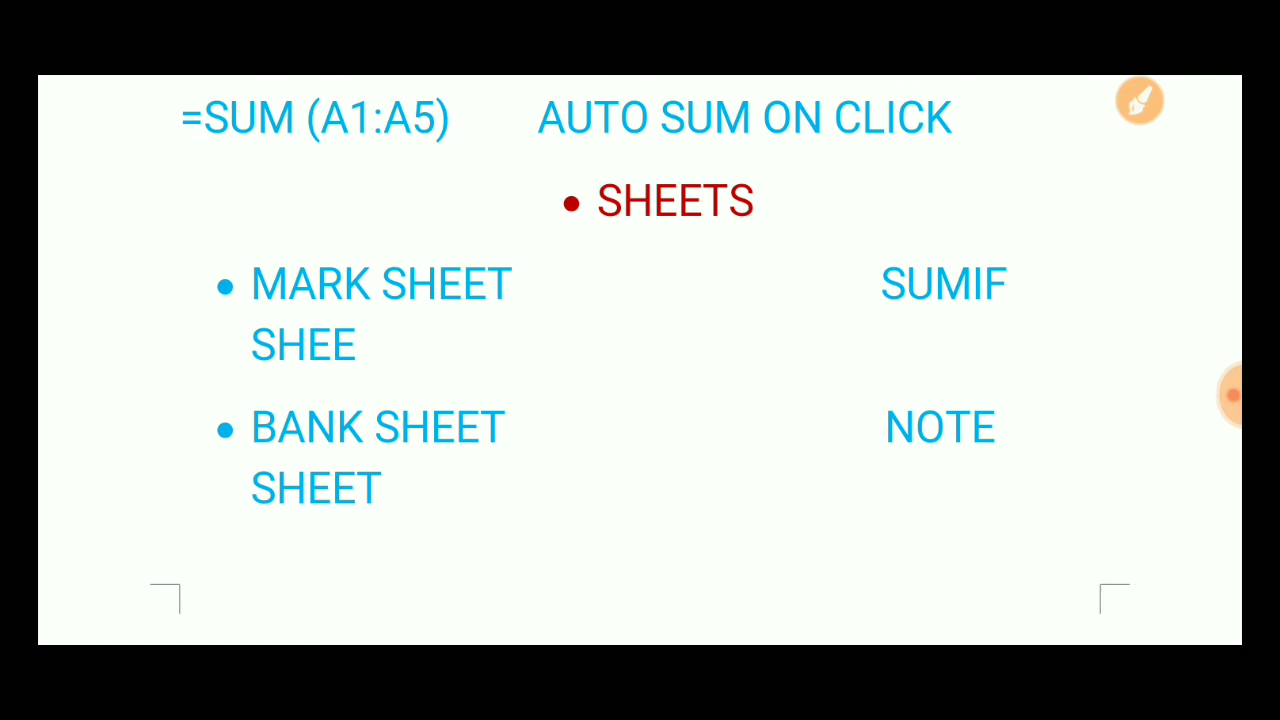 =SUM (A1:A5) AUTO SUM ON CLICK
• SHEETS
• MARK SHEET SUMIF
SHEE
• BANK SHEET NOTE
SHEET